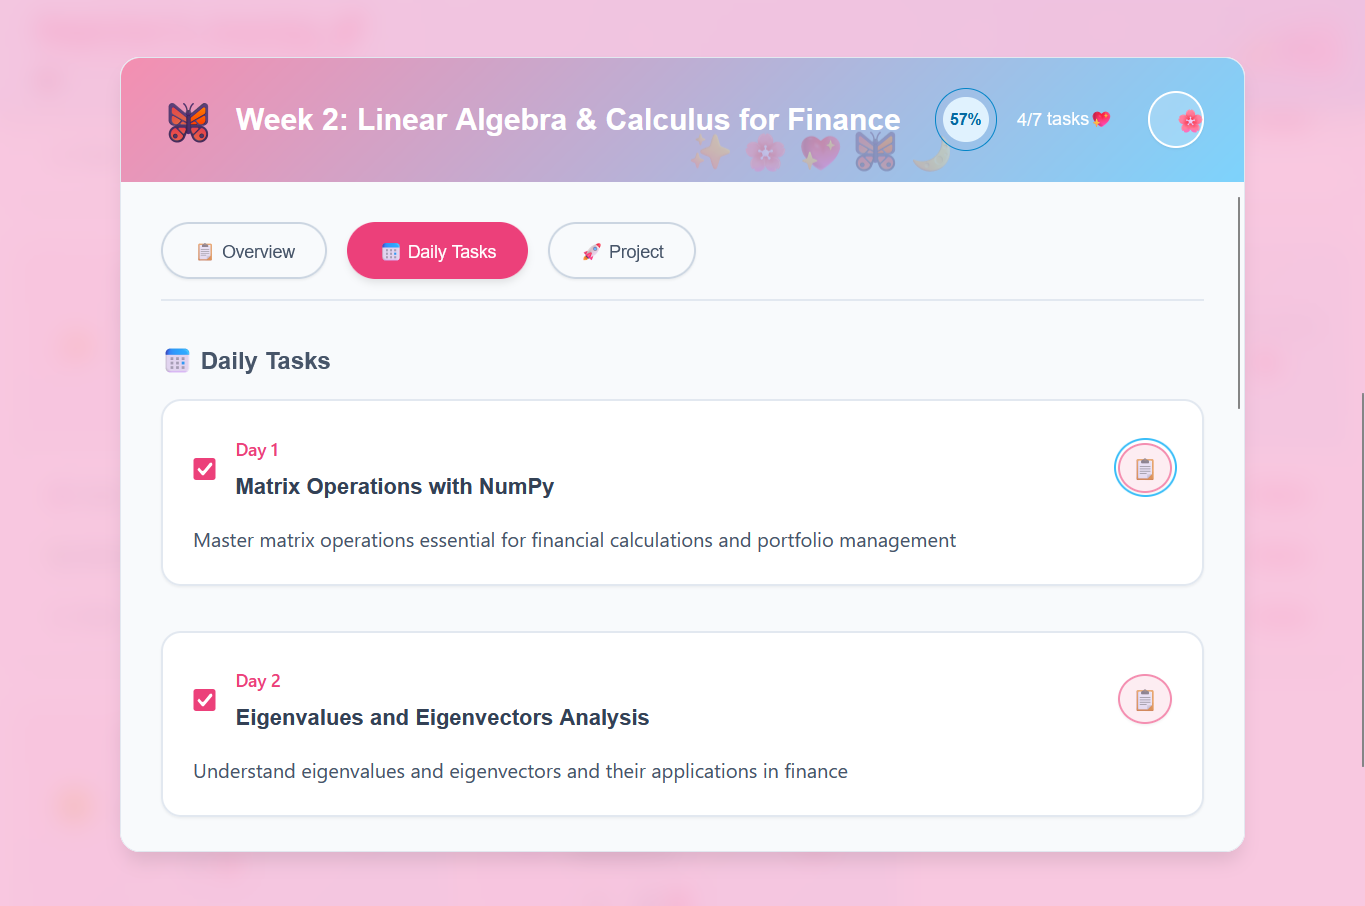 Week 2: Linear Algebra & Calculus for Finance
57%
4/7 tasks
Overview
Daily Tasks
Project
Daily Tasks
Day 1
Matrix Operations with NumPy
Master matrix operations essential for financial calculations and portfolio management
Day 2
Eigenvalues and Eigenvectors Analysis
Understand eigenvalues and eigenvectors and their applications in finance